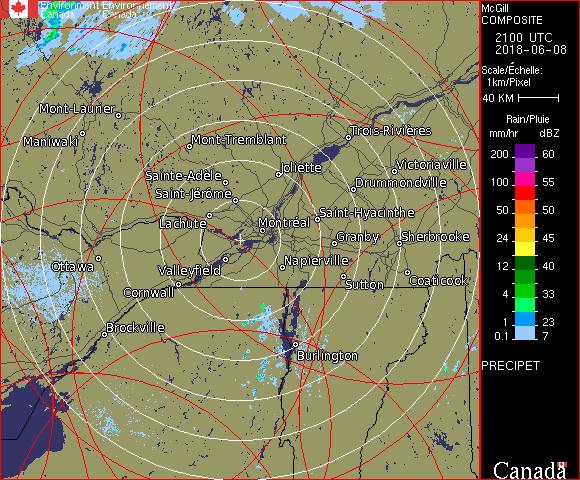 Environment Environnement
Canada Canada
McGill
COMPOSITE
2100 UTC
2018-06-08
Scale/Échelle:
1km/Pixel
40 KM
Rain/Pluie
mm/hr dBZ
200 60
100 55
50 50
24 45
12 40
4 33
1 23
0.1 7
PRECIPET
Canada
Mont-Laurier
Maniwaki
Mont-Tremblant
Trois-Rivières
Joliette
Victoriaville
Sainte-Adèle
Drummondville
Saint-Jérôme
Saint-Hyacinthe
Lachute
Montréal
Granby
Sherbrooke
Ottawa
Valleyfield
Napierville
Sutton
Coaticook
Cornwall
Brockville
Burlington